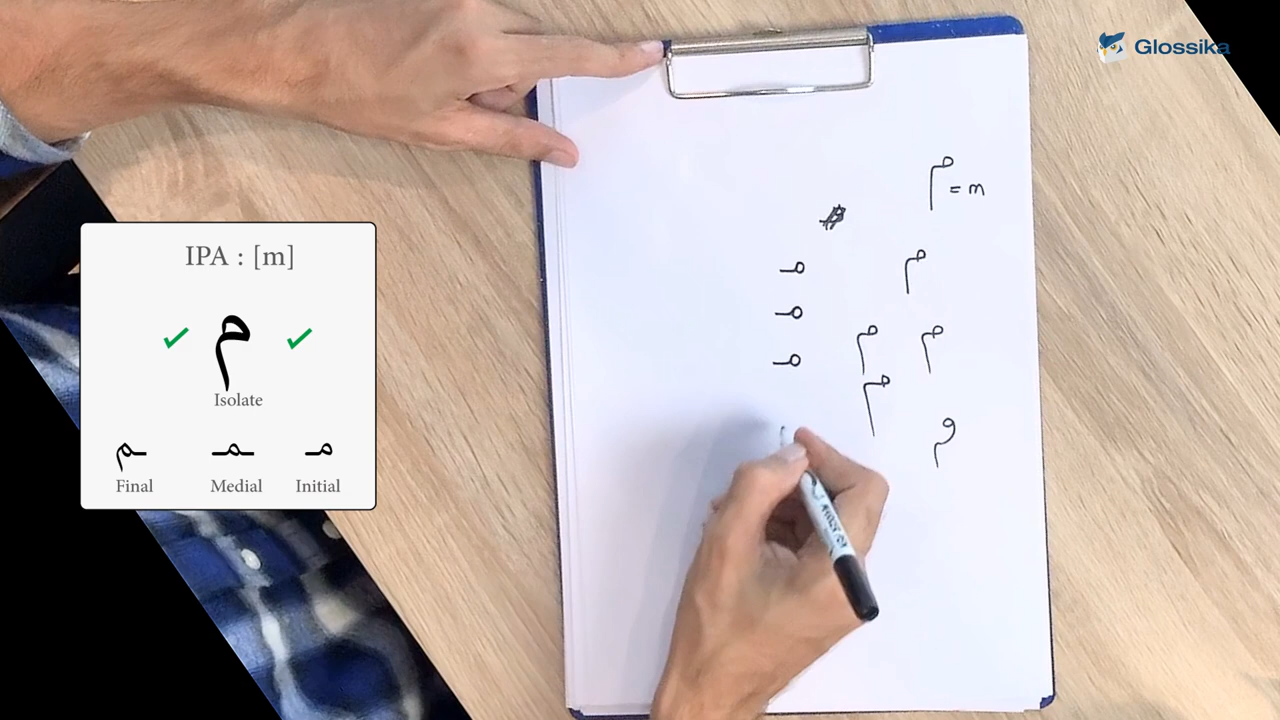 Glossika
IPA : [m]
م
Isolate
ـم ـمـ مـ
Final Medial Initial
م = m
مـ م
مـ
مـ م م
م
م